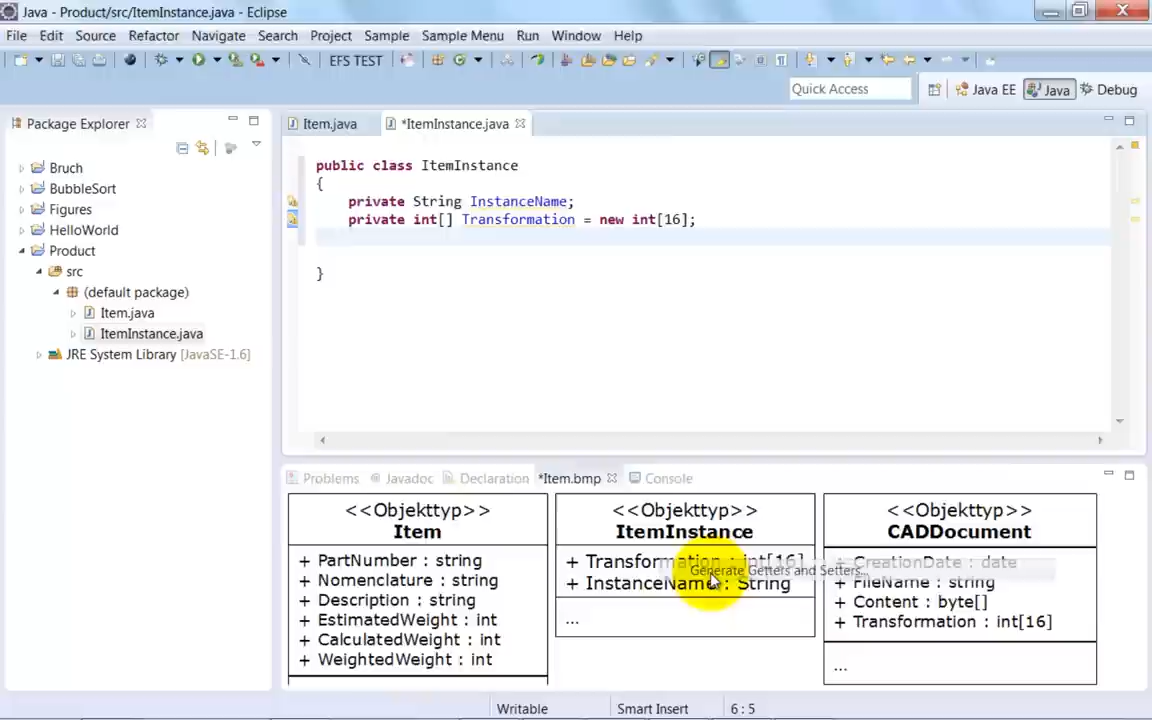 Java - Product/src/ItemInstance.java - Eclipse
File Edit Source Refactor Navigate Search Project Sample Sample Menu Run Window Help
EFS TEST
Quick Access Java EE Java Debug
Package Explorer
Bruch
BubbleSort
Figures
HelloWorld
Product
src
(default package)
Item.java
ItemInstance.java
JRE System Library [JavaSE-1.6]
Item.java *ItemInstance.java
public class ItemInstance
{
private String InstanceName;
private int[] Transformation = new int[16];
}
Problems @ Javadoc Declaration *Item.bmp Console
<<Objekttyp>>
Item
+ PartNumber : string
+ Nomenclature : string
+ Description : string
+ EstimatedWeight : int
+ CalculatedWeight : int
+ WeightedWeight : int
<<Objekttyp>>
ItemInstance
+ Transformation : int[16]
+ InstanceName : String
...
Generate Getters and Setters...
<<Objekttyp>>
CADDocument
+ CreationDate : date
+ FileName : string
+ Content : byte[]
+ Transformation : int[16]
...
Writable Smart Insert 6 : 5